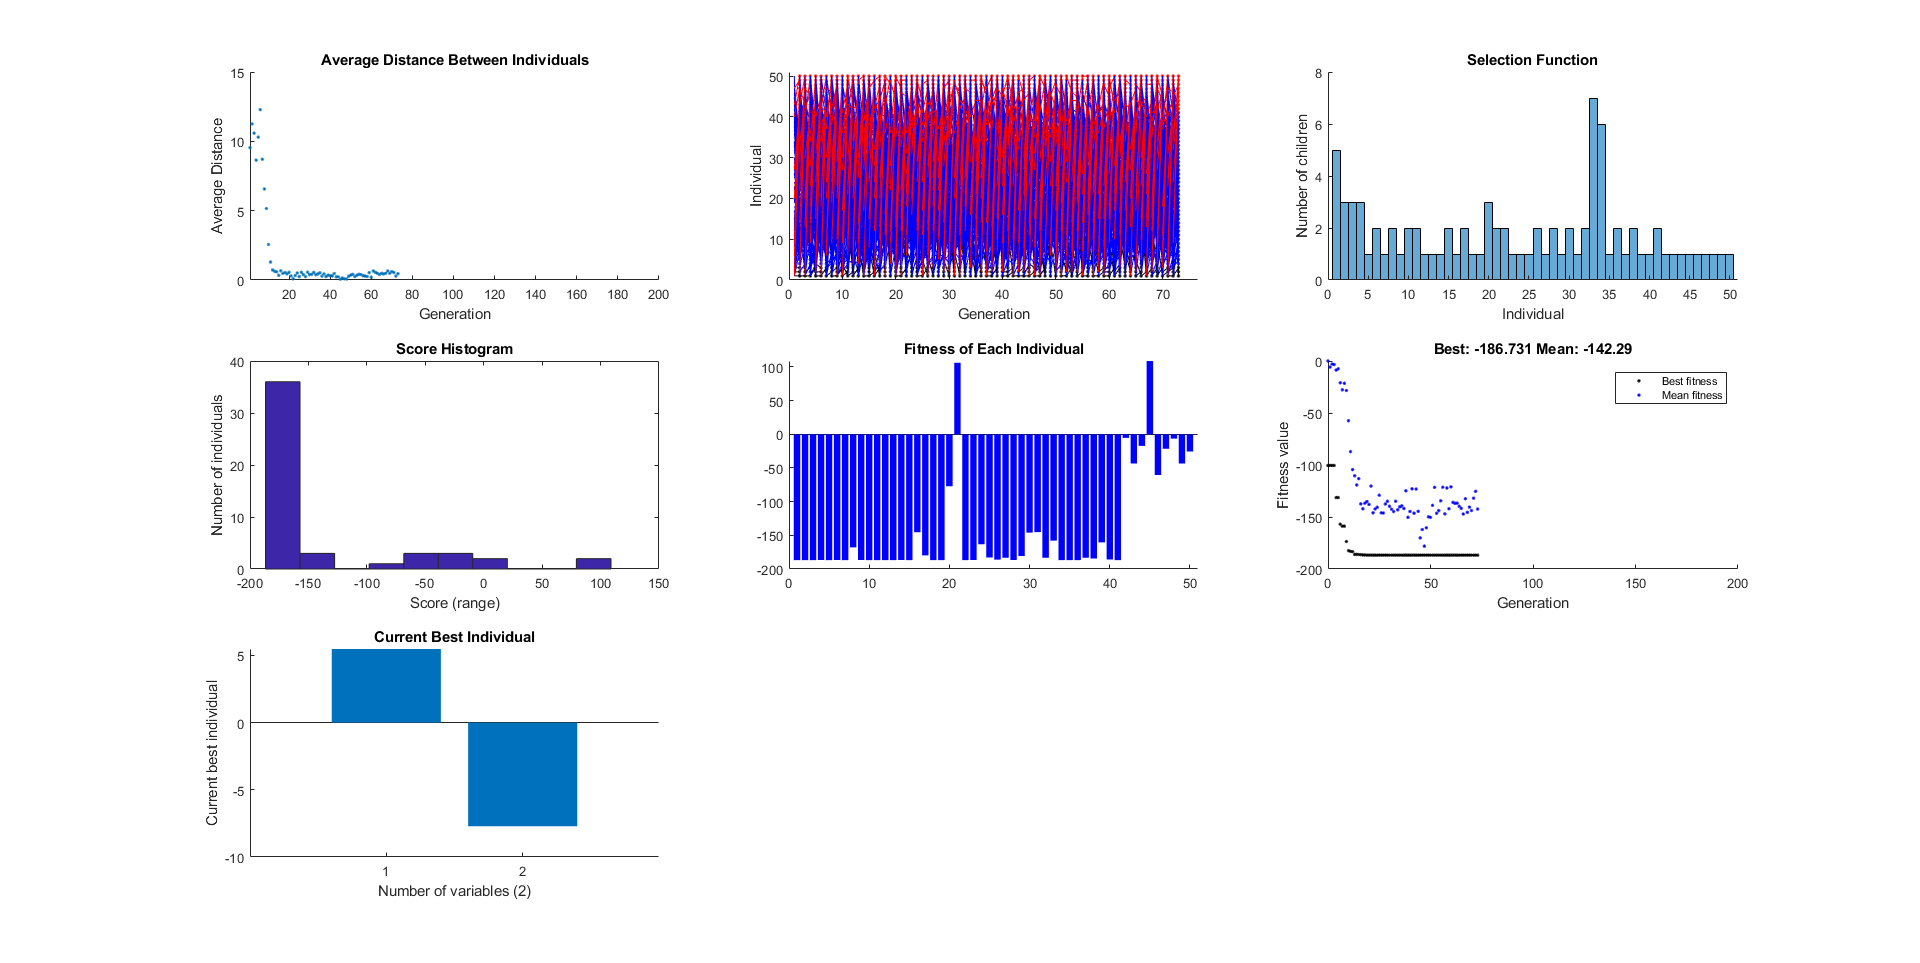 Average Distance Between Individuals
15
10
5
0
Average Distance
20 40 60 80 100 120 140 160 180 200
Generation
50
40
30
20
10
0
Individual
0 10 20 30 40 50 60 70
Generation
Selection Function
8
6
4
2
0
Number of children
0 5 10 15 20 25 30 35 40 45 50
Individual
Score Histogram
40
30
20
10
0
Number of individuals
-200 -150 -100 -50 0 50 100 150
Score (range)
Fitness of Each Individual
100
50
0
-50
-100
-150
-200
0 10 20 30 40 50
Best: -186.731 Mean: -142.29
0
-50
-100
-150
-200
Fitness value
Best fitness
Mean fitness
0 50 100 150 200
Generation
Current Best Individual
5
0
-5
-10
Current best individual
1 2
Number of variables (2)